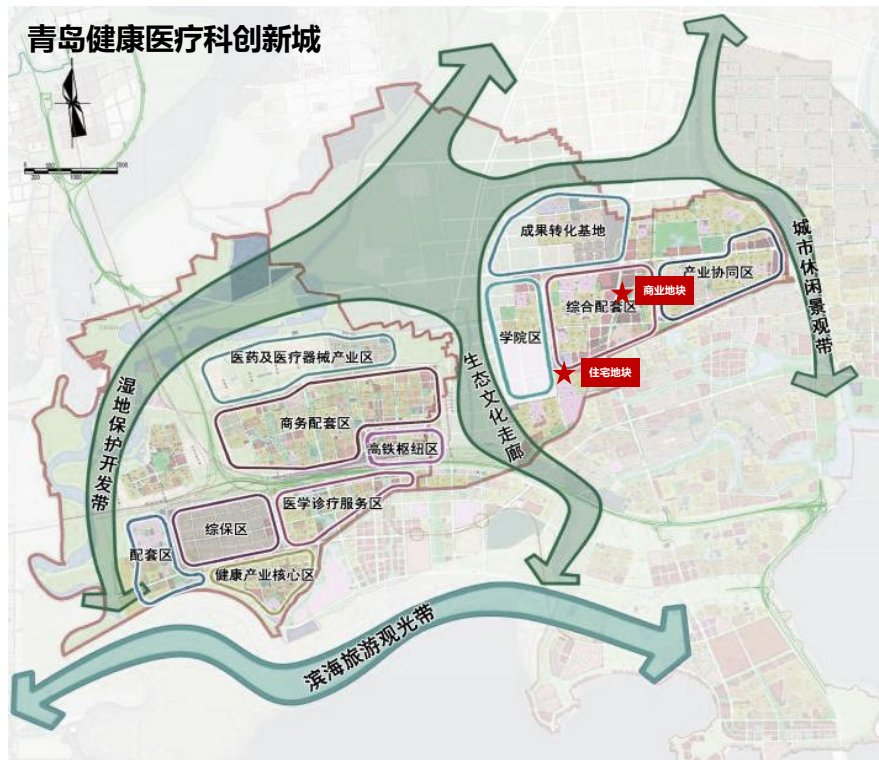 青岛健康医疗科创新城
成果转化基地
城市休闲景观带
产业协同区
商业地块
综合配套区
学院区
医药及医疗器械产业区
生态文化走廊
住宅地块
湿地保护开发带
商务配套区
高铁枢纽区
医学诊疗服务区
综保区
配套区
健康产业核心区
滨海旅游观光带